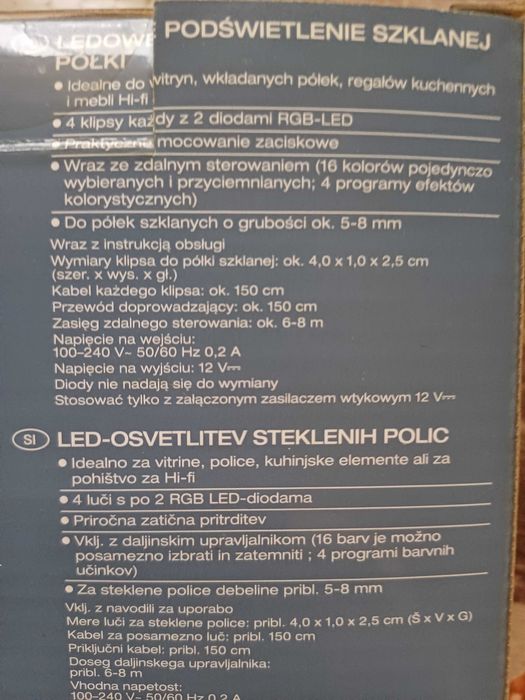 LEDOWE PODŚWIETLENIE SZKLANEJ
PÓŁKI
• Idealne do witryn, wkładanych półek, regałów kuchennych
i mebli Hi-fi
• 4 klipsy każdy z 2 diodami RGB-LED
• Praktyczne mocowanie zaciskowe
• Wraz ze zdalnym sterowaniem (16 kolorów pojedynczo
wybieranych i przyciemnianych; 4 programy efektów
kolorystycznych)
• Do półek szklanych o grubości ok. 5-8 mm
Wraz z instrukcją obsługi
Wymiary klipsa do półki szklanej: ok. 4,0 x 1,0 x 2,5 cm
(szer. x wys. x gł.)
Kabel każdego klipsa: ok. 150 cm
Przewód doprowadzający: ok. 150 cm
Zasięg zdalnego sterowania: ok. 6-8 m
Napięcie na wejściu:
100-240 V~ 50/60 Hz 0,2 A
Napięcie na wyjściu: 12 V⎓
Diody nie nadają się do wymiany
Stosować tylko z załączonym zasilaczem wtykowym 12 V⎓
SI LED-OSVETLITEV STEKLENIH POLIC
• Idealno za vitrine, police, kuhinjske elemente ali za
pohištvo za Hi-fi
• 4 luči s po 2 RGB LED-diodama
• Priročna zatična pritrditev
• Vklj. z daljinskim upravljalnikom (16 barv je možno
posamezno izbrati in zatemniti ; 4 programi barvnih
učinkov)
• Za steklene police debeline pribl. 5-8 mm
Vklj. z navodili za uporabo
Mere luči za steklene police: pribl. 4,0 x 1,0 x 2,5 cm (Š x V x G)
Kabel za posamezno luč: pribl. 150 cm
Priključni kabel: pribl. 150 cm
Doseg daljinskega upravljalnika:
pribl. 6-8 m
Vhodna napetost:
100-240 V~ 50/60 Hz 0,2 A